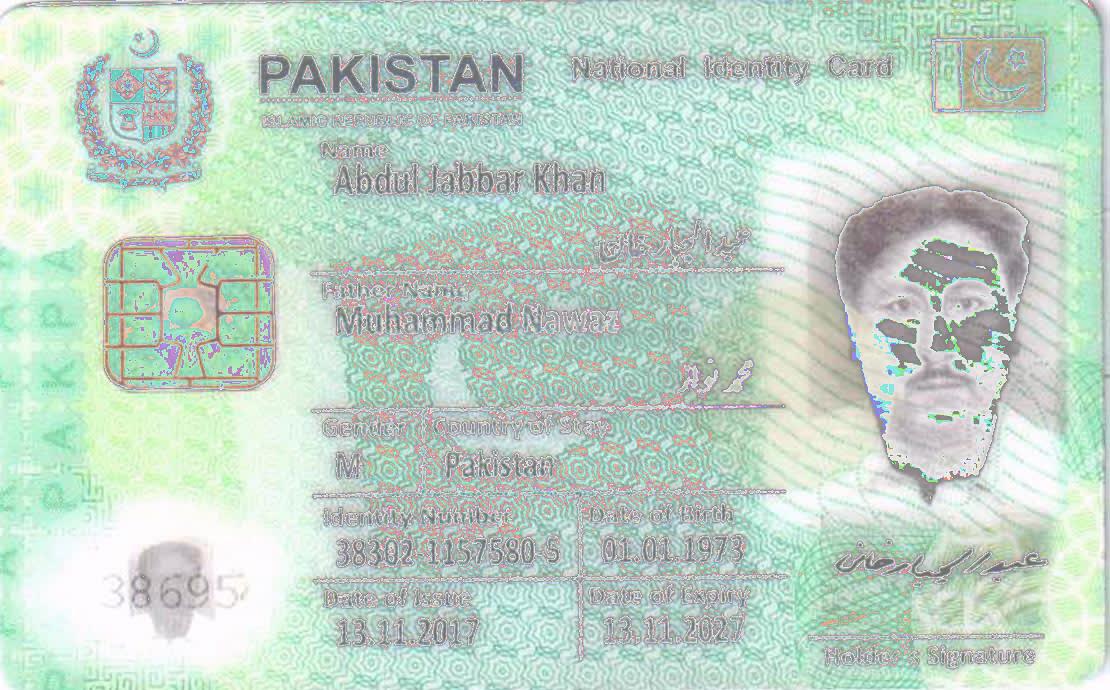 PAKISTAN National Identity Card
ISLAMIC REPUBLIC OF PAKISTAN
Name
Abdul Jabbar Khan
عبدالجبار خان
Father Name
Muhammad Nawaz
محمد نواز
Gender Country of Stay
M Pakistan
Identity Number Date of Birth
38302-1157580-5 01.01.1973
Date of Issue Date of Expiry
13.11.2017 13.11.2027
38695
عبدالجبار خان
Holder's Signature